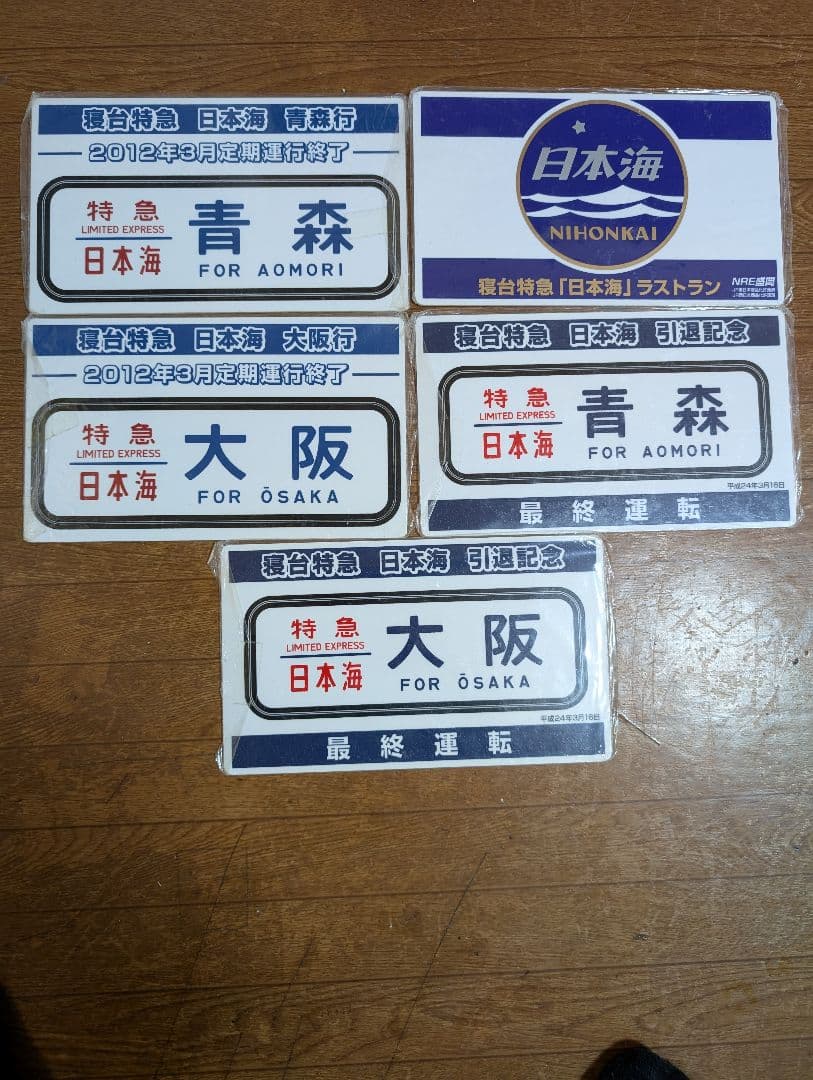 寝台特急 日本海 青森行
2012年3月定期運行終了
特急
LIMITED EXPRESS
日本海
青森
FOR AOMORI
日本海
NIHONKAI
寝台特急「日本海」ラストラン
NRE盛岡
寝台特急 日本海 大阪行
2012年3月定期運行終了
特急
LIMITED EXPRESS
日本海
大阪
FOR ŌSAKA
寝台特急 日本海 引退記念
特急
LIMITED EXPRESS
日本海
青森
FOR AOMORI
平成24年3月16日
最終運転
寝台特急 日本海 引退記念
特急
LIMITED EXPRESS
日本海
大阪
FOR ŌSAKA
平成24年3月16日
最終運転